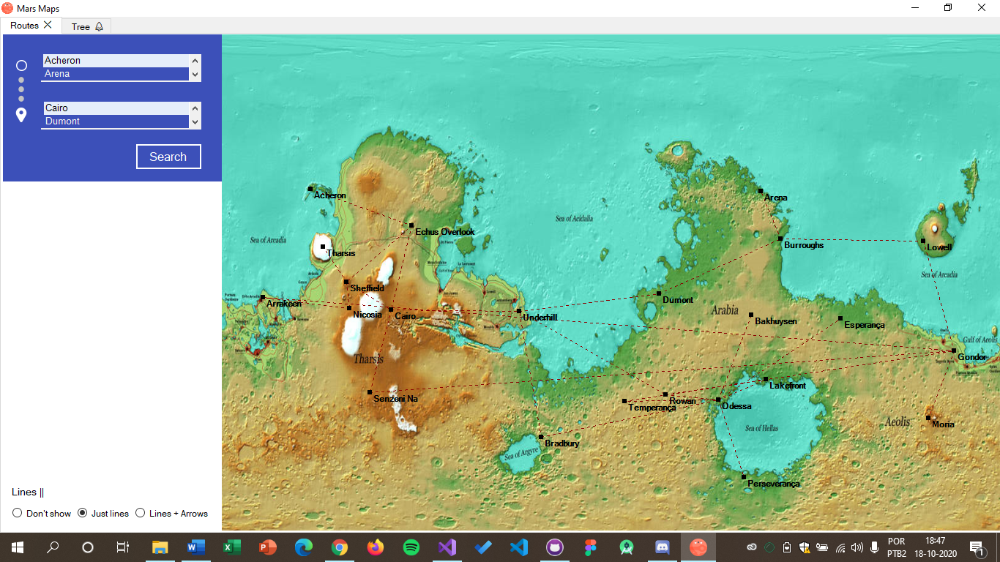 Mars Maps
Routes
Tree
Acheron
Arena
Cairo
Dumont
Search
Lines ||
Don't show
Just lines
Lines + Arrows
Acheron
Arena
Sea of Acidalia
Echus Overlook
Sea of Arcadia
Tharsis
Burroughs
Lowell
Sea of Arcadia
Sheffield
Dumont
Arrakeen
Nicosia
Cairo
Underhill
Arabia
Bakhuysen
Esperança
Gulf of Aeolis
Tharsis
Gondor
Lakefront
Senzeni Na
Rowan
Temperança
Odessa
Sea of Hellas
Aeolis
Moria
Bradbury
Sea of Argyre
Perseverança
POR
PTB2
18:47
18-10-2020
1